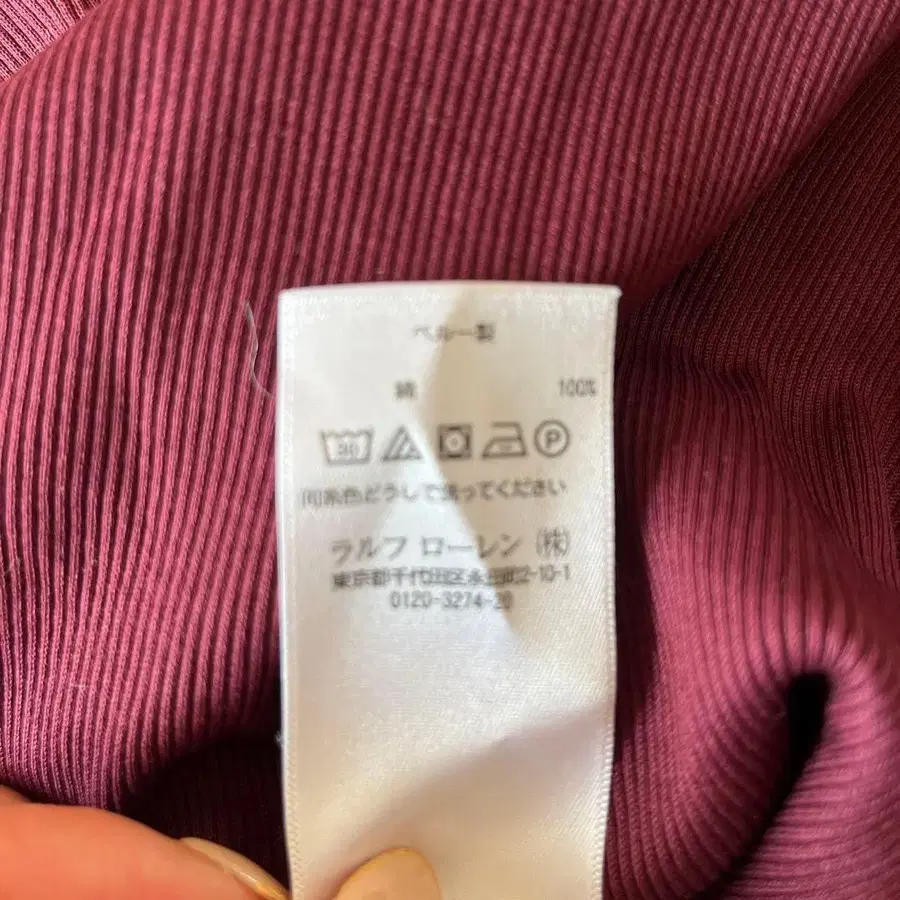 ペルー製
綿 100%
30 P
同系色どうしで洗ってください
ラルフ ローレン (株)
東京都千代田区永田町2-10-1
0120-3274-20